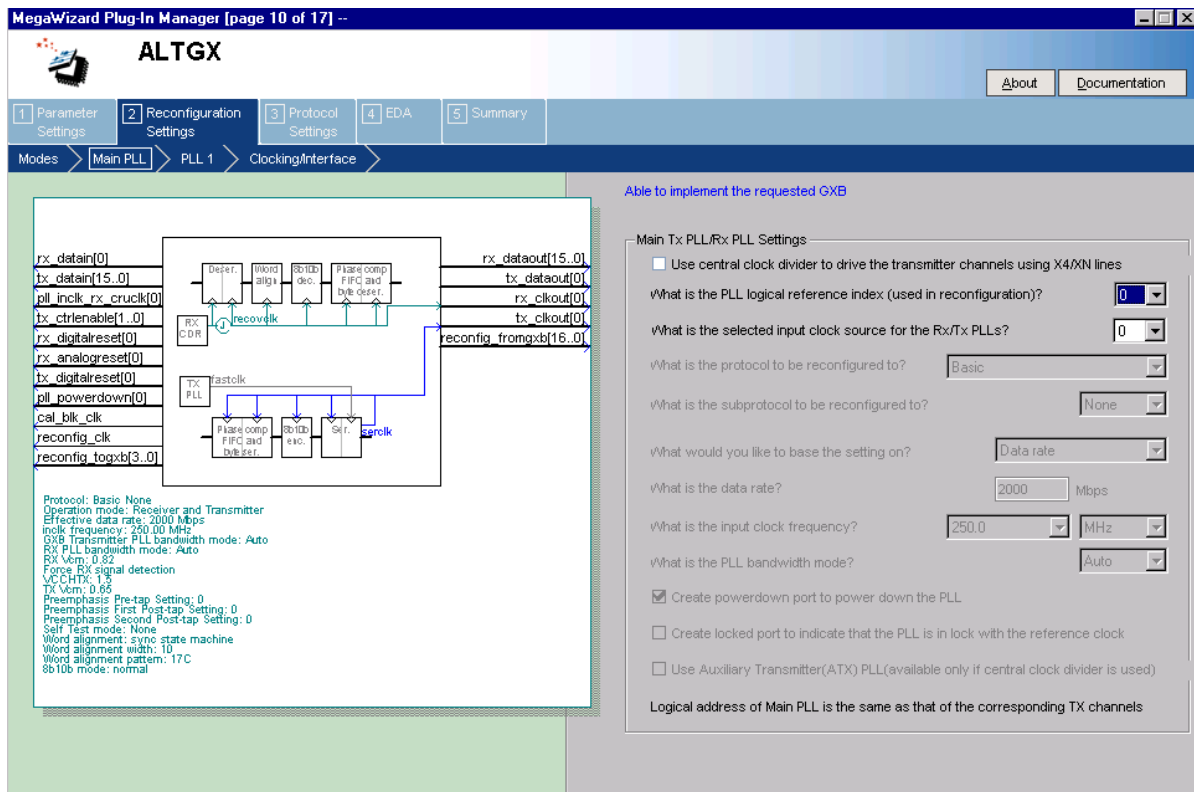 MegaWizard Plug-In Manager [page 10 of 17] --
ALTGX
About
Documentation
1 Parameter Settings
2 Reconfiguration Settings
3 Protocol Settings
4 EDA
5 Summary
Modes
Main PLL
PLL 1
Clocking/Interface
rx_datain[0]
tx_datain[15..0]
pll_inclk_rx_cruclk[0]
tx_ctrlenable[1..0]
rx_digitalreset[0]
rx_analogreset[0]
tx_digitalreset[0]
pll_powerdown[0]
cal_blk_clk
reconfig_clk
reconfig_togxb[3..0]
Deser.
Word align
8b10b dec.
Phase comp FIFO and byte deser.
RX CDR
recovclk
TX PLL
fastclk
Phase comp FIFO and byte ser.
8b10b enc.
Ser.
serclk
rx_dataout[15..0]
tx_dataout[0]
rx_clkout[0]
tx_clkout[0]
reconfig_fromgxb[16..0]
Protocol: Basic None
Operation mode: Receiver and Transmitter
Effective data rate: 2000 Mbps
inclk frequency: 250.00 MHz
GXB Transmitter PLL bandwidth mode: Auto
RX PLL bandwidth mode: Auto
RX Vcm: 0.82
Force RX signal detection
VCCHTX: 1.5
TX Vcm: 0.65
Preemphasis Pre-tap Setting: 0
Preemphasis First Post-tap Setting: 0
Preemphasis Second Post-tap Setting: 0
Self Test mode: None
Word alignment: sync state machine
Word alignment width: 10
Word alignment pattern: 17C
8b10b mode: normal
Able to implement the requested GXB
Main Tx PLL/Rx PLL Settings
Use central clock divider to drive the transmitter channels using X4/XN lines
What is the PLL logical reference index (used in reconfiguration)? 0
What is the selected input clock source for the Rx/Tx PLLs? 0
What is the protocol to be reconfigured to? Basic
What is the subprotocol to be reconfigured to? None
What would you like to base the setting on? Data rate
What is the data rate? 2000 Mbps
What is the input clock frequency? 250.0 MHz
What is the PLL bandwidth mode? Auto
Create powerdown port to power down the PLL
Create locked port to indicate that the PLL is in lock with the reference clock
Use Auxiliary Transmitter(ATX) PLL(available only if central clock divider is used)
Logical address of Main PLL is the same as that of the corresponding TX channels